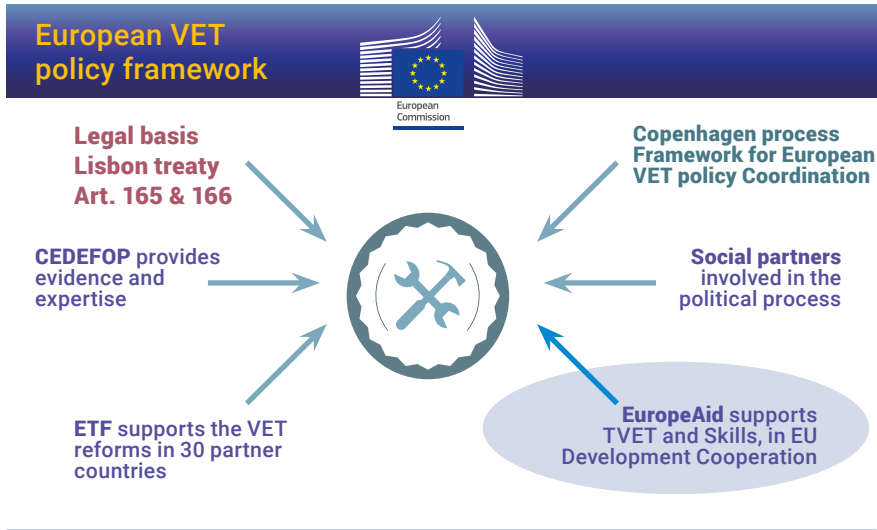 European VET
policy framework
European
Commission
Legal basis
Lisbon treaty
Art. 165 & 166
Copenhagen process
Framework for European
VET policy Coordination
CEDEFOP provides
evidence and
expertise
Social partners
involved in the
political process
ETF supports the VET
reforms in 30 partner
countries
EuropeAid supports
TVET and Skills, in EU
Development Cooperation